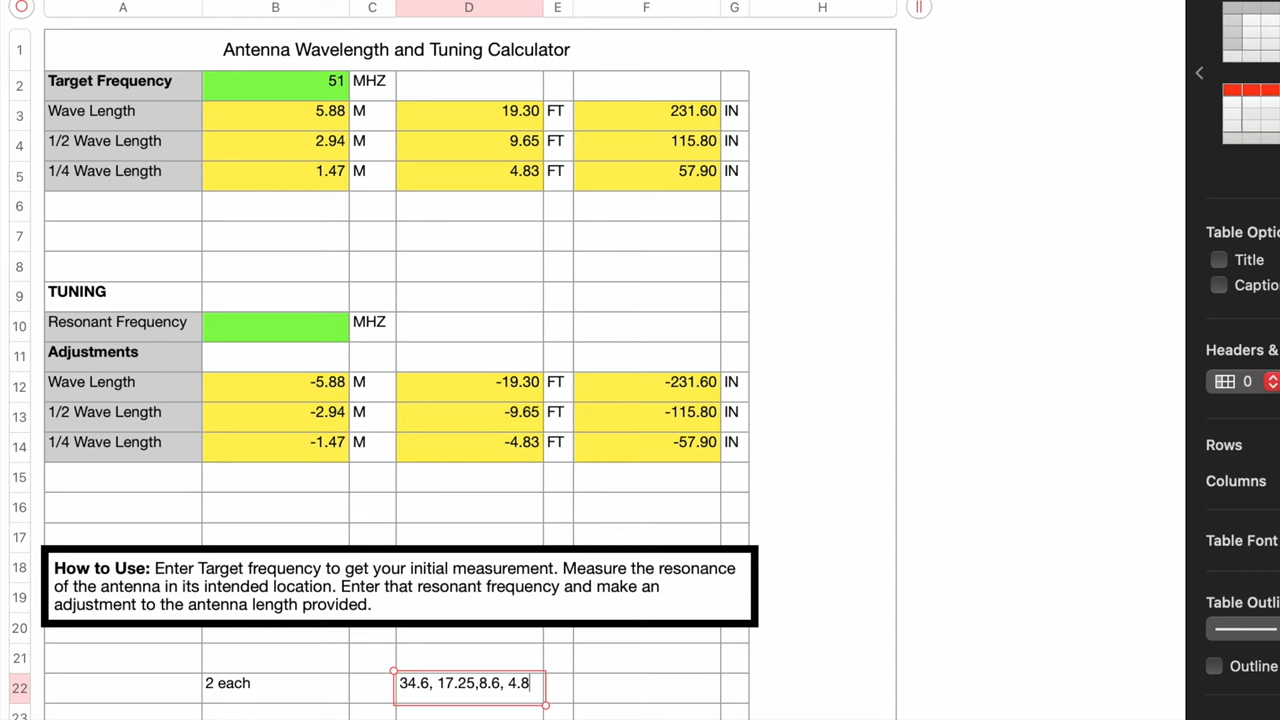 A B C D E F G H
1 Antenna Wavelength and Tuning Calculator
2 Target Frequency 51 MHZ
3 Wave Length 5.88 M 19.30 FT 231.60 IN
4 1/2 Wave Length 2.94 M 9.65 FT 115.80 IN
5 1/4 Wave Length 1.47 M 4.83 FT 57.90 IN
6
7
8
9 TUNING
10 Resonant Frequency MHZ
11 Adjustments
12 Wave Length -5.88 M -19.30 FT -231.60 IN
13 1/2 Wave Length -2.94 M -9.65 FT -115.80 IN
14 1/4 Wave Length -1.47 M -4.83 FT -57.90 IN
15
16
17
18
19
20
How to Use: Enter Target frequency to get your initial measurement. Measure the resonance
of the antenna in its intended location. Enter that resonant frequency and make an
adjustment to the antenna length provided.
21
22 2 each 34.6, 17.25,8.6, 4.8
23
Table Optio
Title
Captio
Headers &
0
Rows
Columns
Table Font
Table Outli
Outline